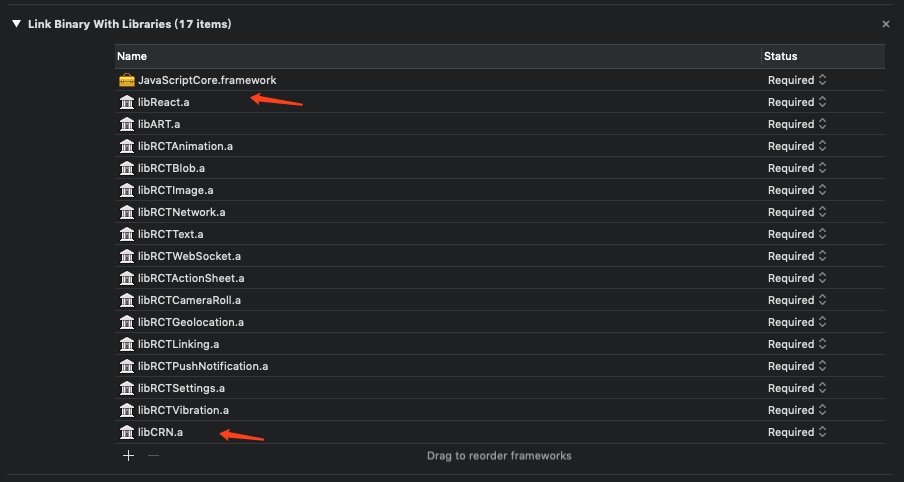 Link Binary With Libraries (17 items)
Name Status
JavaScriptCore.framework Required
libReact.a Required
libART.a Required
libRCTAnimation.a Required
libRCTBlob.a Required
libRCTImage.a Required
libRCTNetwork.a Required
libRCTText.a Required
libRCTWebSocket.a Required
libRCTActionSheet.a Required
libRCTCameraRoll.a Required
libRCTGeolocation.a Required
libRCTLinking.a Required
libRCTPushNotification.a Required
libRCTSettings.a Required
libRCTVibration.a Required
libCRN.a Required
Drag to reorder frameworks